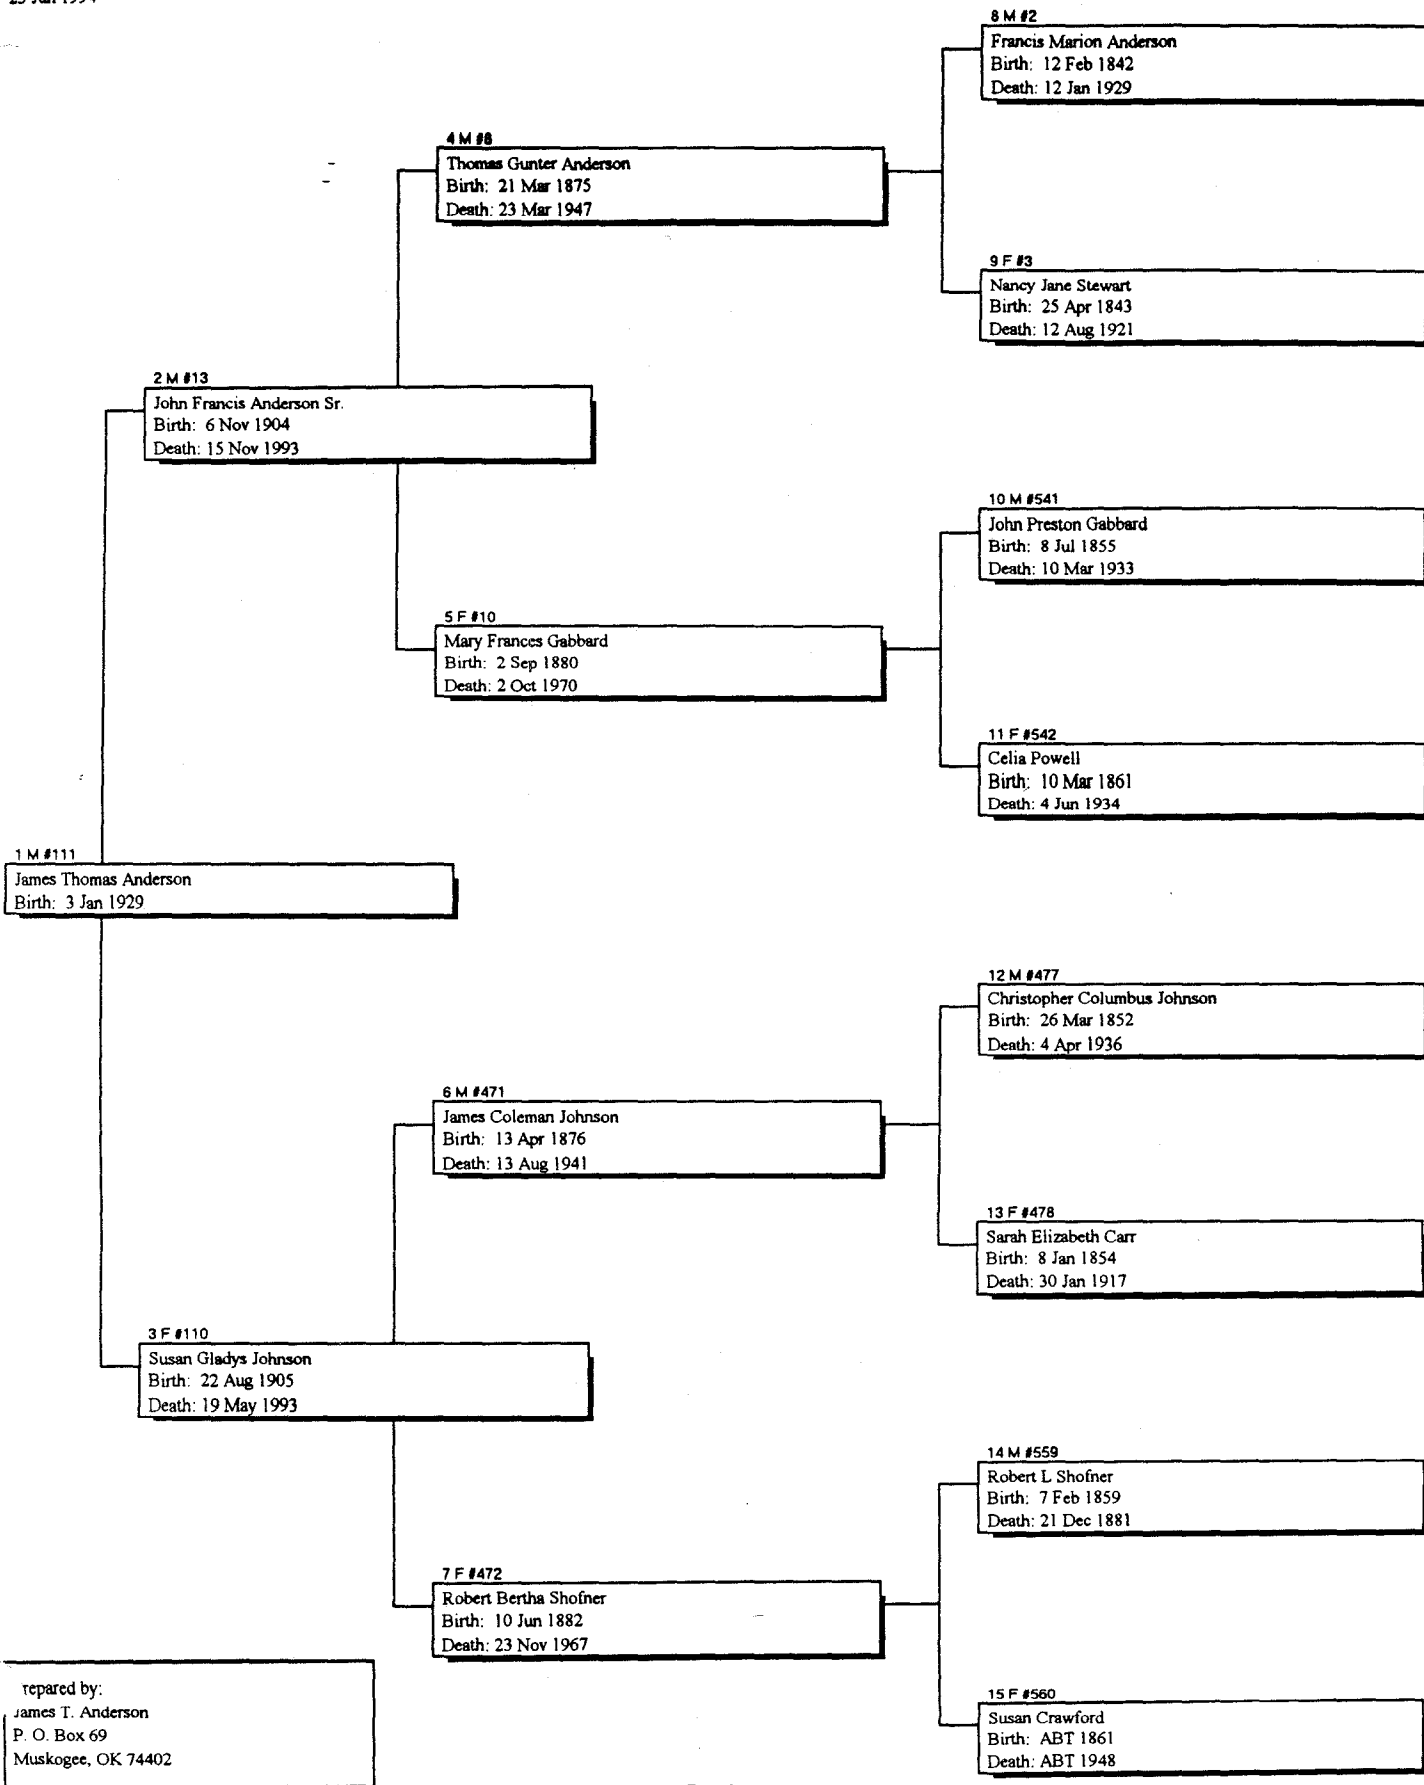 8 M #2
Francis Marion Anderson
Birth: 12 Feb 1842
Death: 12 Jan 1929
4 M #8
Thomas Gunter Anderson
Birth: 21 Mar 1875
Death: 23 Mar 1947
9 F #3
Nancy Jane Stewart
Birth: 25 Apr 1843
Death: 12 Aug 1921
2 M #13
John Francis Anderson Sr.
Birth: 6 Nov 1904
Death: 15 Nov 1993
10 M #541
John Preston Gabbard
Birth: 8 Jul 1855
Death: 10 Mar 1933
5 F #10
Mary Frances Gabbard
Birth: 2 Sep 1880
Death: 2 Oct 1970
11 F #542
Celia Powell
Birth: 10 Mar 1861
Death: 4 Jun 1934
1 M #111
James Thomas Anderson
Birth: 3 Jan 1929
12 M #477
Christopher Columbus Johnson
Birth: 26 Mar 1852
Death: 4 Apr 1936
6 M #471
James Coleman Johnson
Birth: 13 Apr 1876
Death: 13 Aug 1941
13 F #478
Sarah Elizabeth Carr
Birth: 8 Jan 1854
Death: 30 Jan 1917
3 F #110
Susan Gladys Johnson
Birth: 22 Aug 1905
Death: 19 May 1993
14 M #559
Robert L Shofner
Birth: 7 Feb 1859
Death: 21 Dec 1881
7 F #472
Robert Bertha Shofner
Birth: 10 Jun 1882
Death: 23 Nov 1967
15 F #560
Susan Crawford
Birth: ABT 1861
Death: ABT 1948
repared by:
James T. Anderson
P. O. Box 69
Muskogee, OK 74402